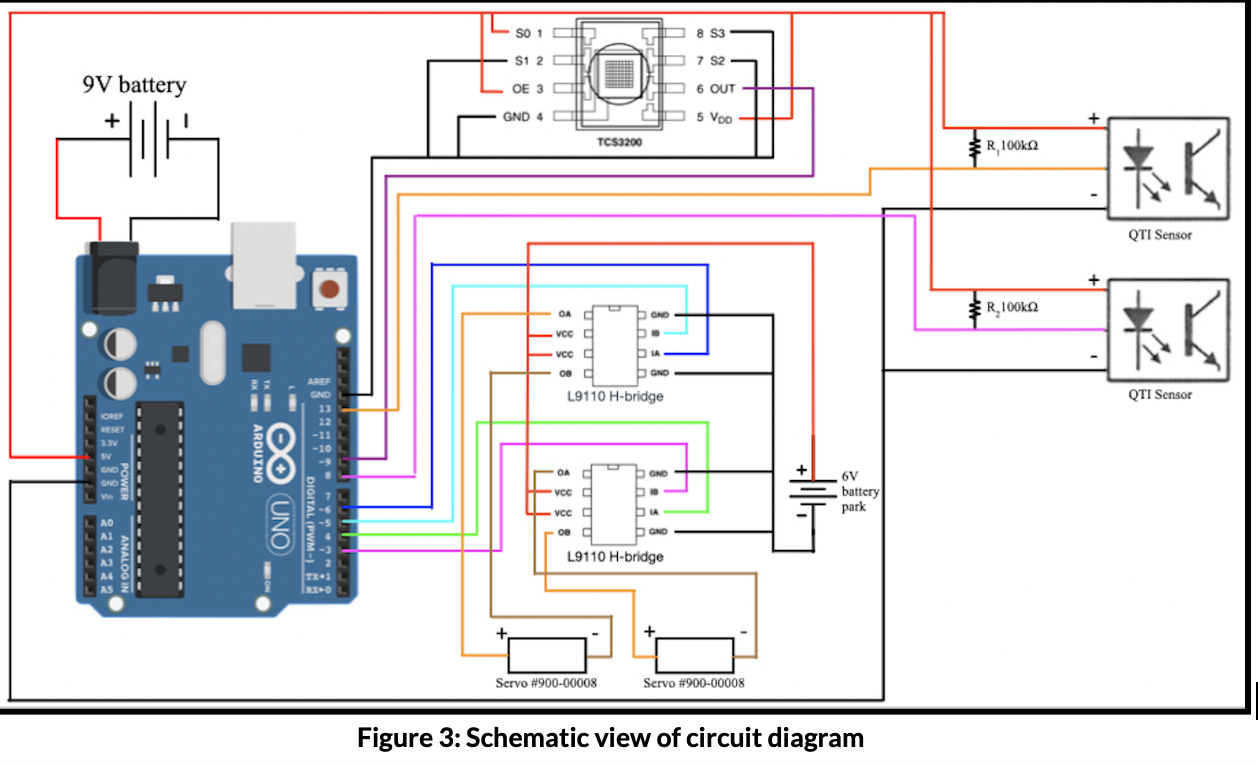 S0 1
8 S3
S1 2
7 S2
OE 3
6 OUT
GND 4
5 VDD
TCS3200
9V battery
+
-
+
R1 100kΩ
-
QTI Sensor
+
R2 100kΩ
-
QTI Sensor
OA
GND
VCC
IB
VCC
IA
OB
GND
L9110 H-bridge
OA
GND
VCC
IB
VCC
IA
OB
GND
L9110 H-bridge
+
6V
battery
park
-
AREF
GND
13
12
~11
~10
~9
8
7
~6
~5
4
~3
2
TX→1
RX←0
DIGITAL (PWM~)
IOREF
RESET
3.3V
5V
GND
GND
Vin
POWER
A0
A1
A2
A3
A4
A5
ANALOG IN
RX
TX
L
ARDUINO
UNO
ON
+
-
Servo #900-00008
+
-
Servo #900-00008
Figure 3: Schematic view of circuit diagram